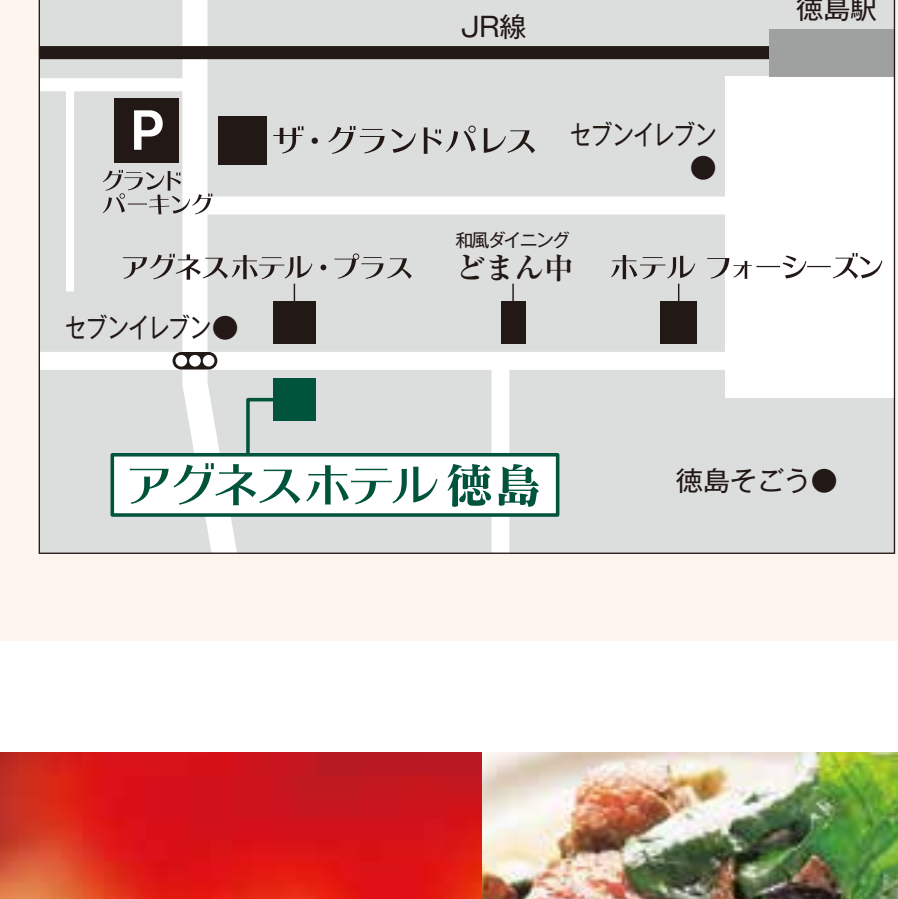 徳島駅
JR線
P
グランド
パーキング
ザ・グランドパレス
セブンイレブン
和風ダイニング
どまん中
アグネスホテル・プラス
ホテル フォーシーズン
セブンイレブン
アグネスホテル 徳島
徳島そごう